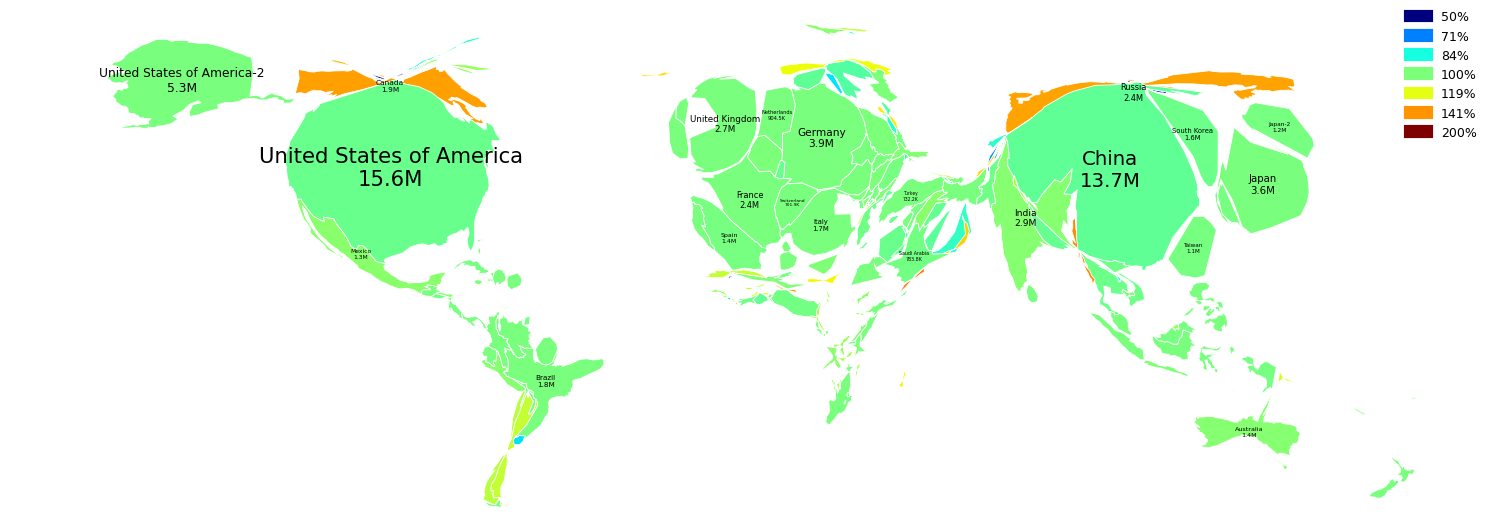 50%
71%
84%
100%
119%
141%
200%
United States of America-2
5.3M
Canada
1.9M
United States of America
15.6M
Mexico
1.3M
Brazil
1.8M
United Kingdom
2.7M
Netherlands
904.5K
Germany
3.9M
France
2.4M
Switzerland
Italy
1.7M
Spain
1.4M
Turkey
732.2K
Saudi Arabia
783.8K
Russia
2.4M
China
13.7M
India
2.9M
South Korea
1.6M
Japan-2
1.2M
Japan
3.6M
Taiwan
1.1M
Australia
1.4M